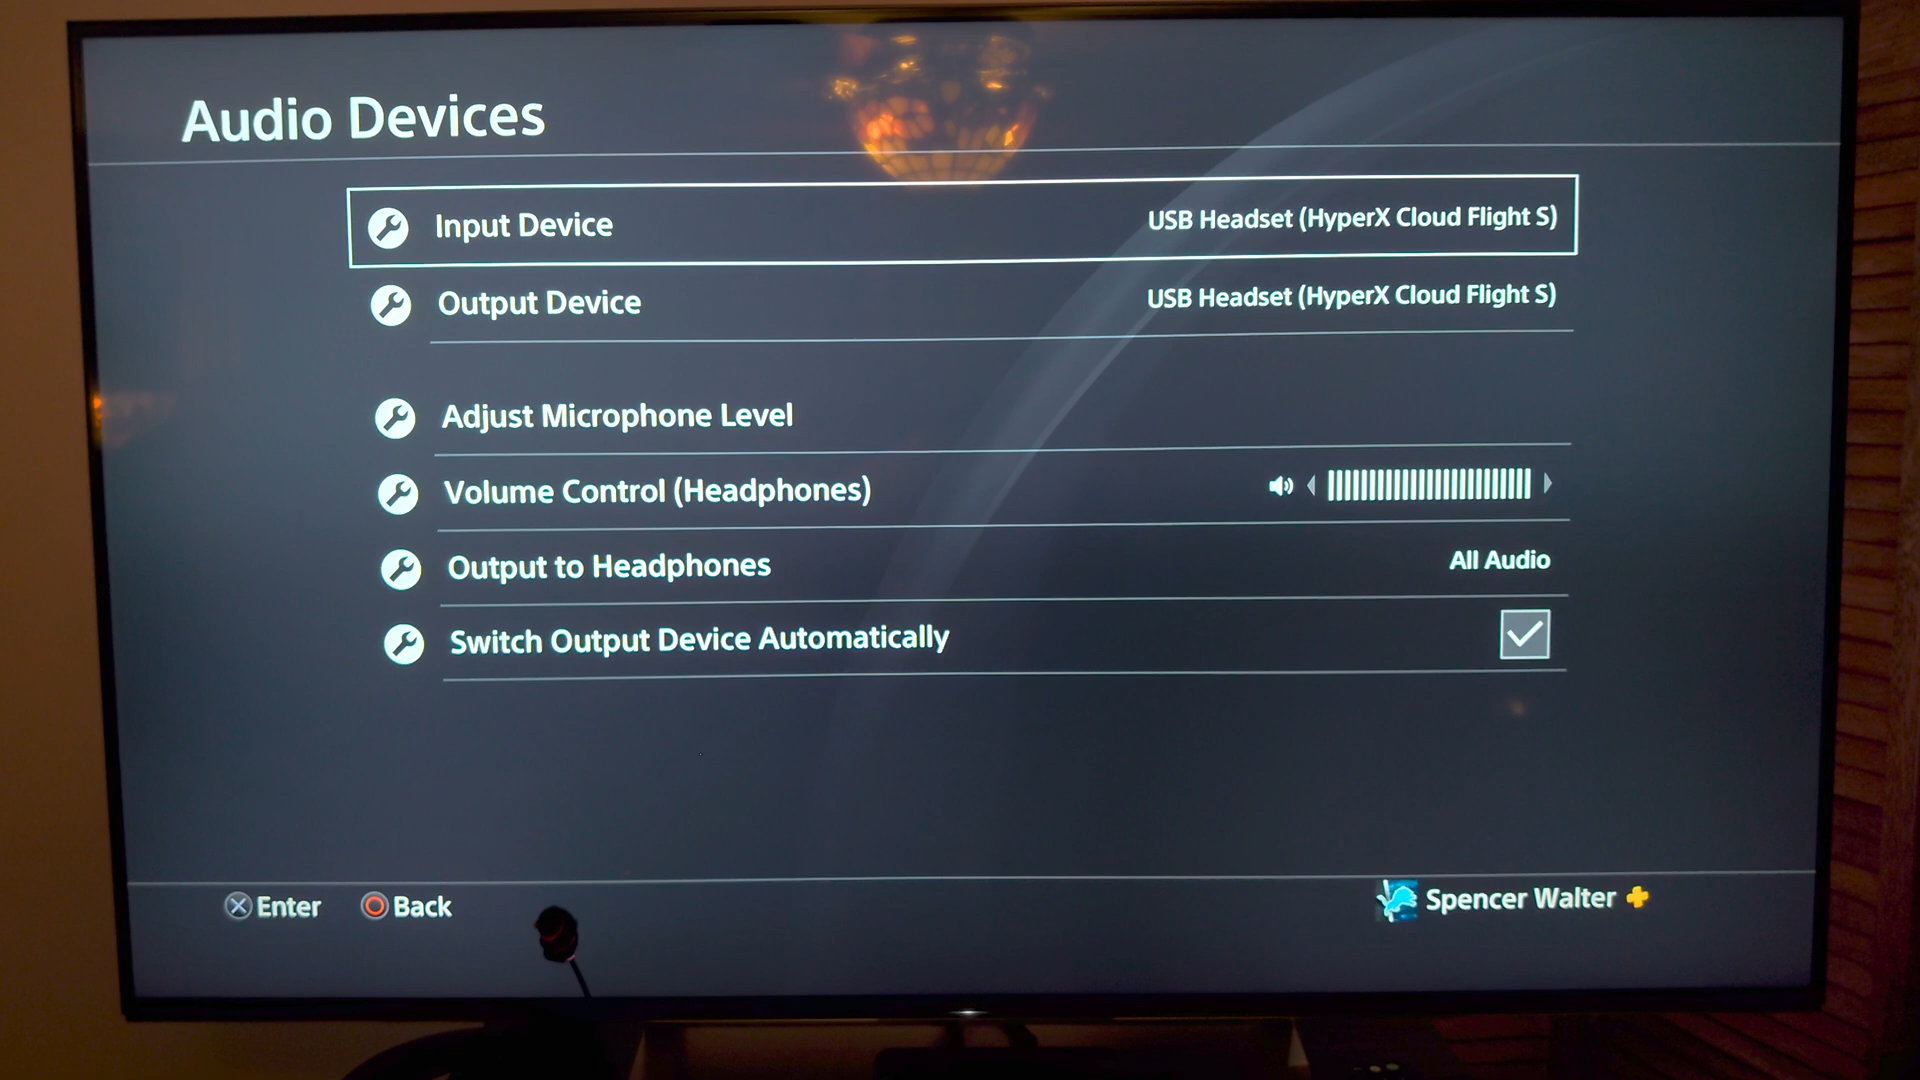 Audio Devices
Input Device USB Headset (HyperX Cloud Flight S)
Output Device USB Headset (HyperX Cloud Flight S)
Adjust Microphone Level
Volume Control (Headphones)
Output to Headphones All Audio
Switch Output Device Automatically
Enter Back Spencer Walter